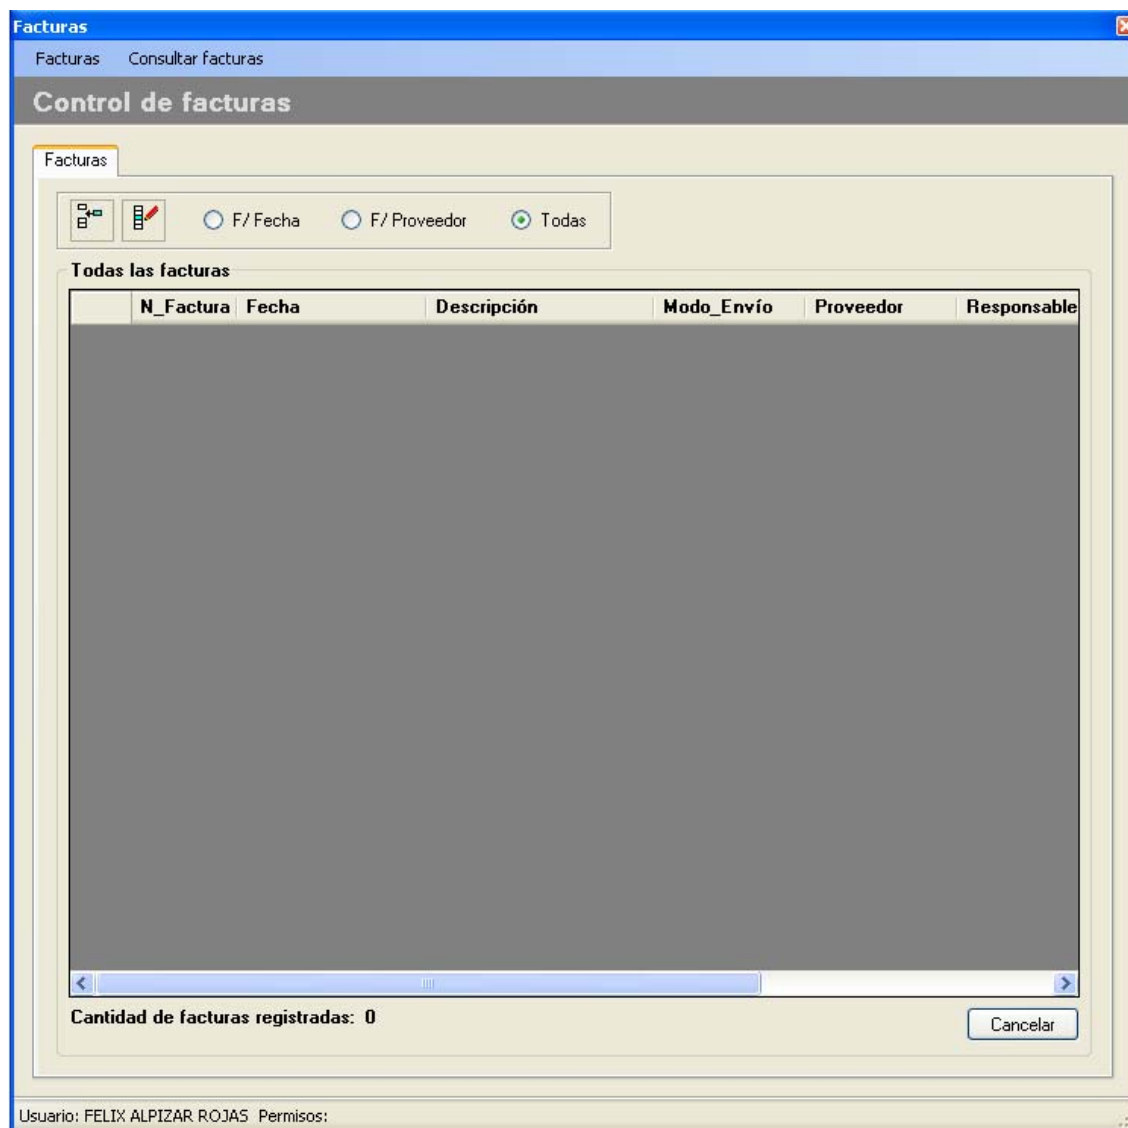 Facturas
Facturas Consultar facturas
Control de facturas
Facturas
F/ Fecha F/ Proveedor Todas
Todas las facturas
N_Factura Fecha Descripción Modo_Envío Proveedor Responsable
Cantidad de facturas registradas: 0
Cancelar
Usuario: FELIX ALPIZAR ROJAS Permisos: